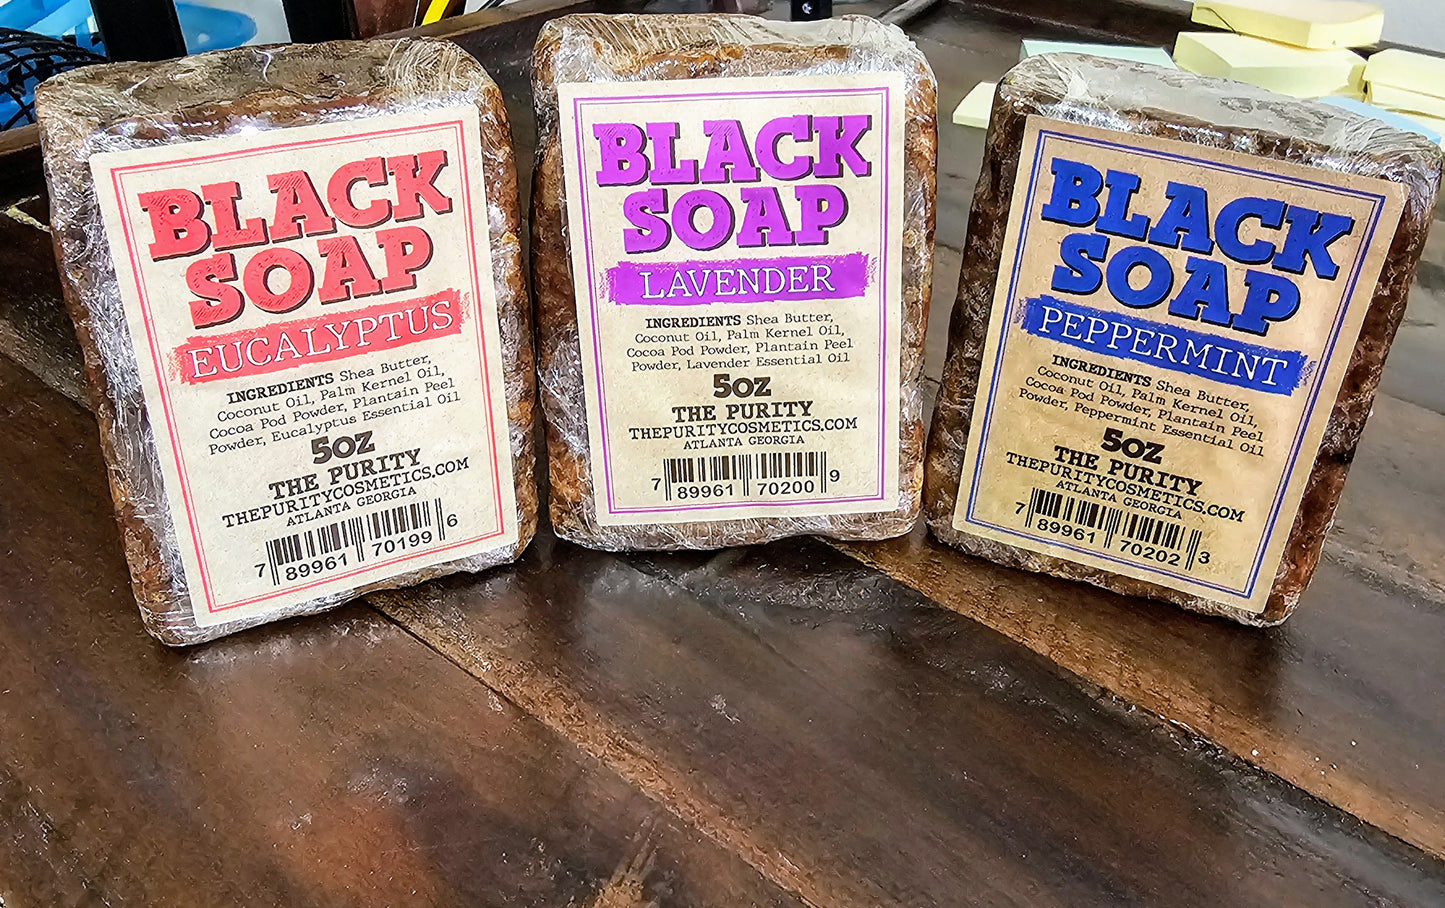 BLACK
SOAP
EUCALYPTUS
INGREDIENTS Shea Butter,
Coconut Oil, Palm Kernel Oil,
Cocoa Pod Powder, Plantain Peel
Powder, Eucalyptus Essential Oil
5OZ
THE PURITY
THEPURITYCOSMETICS.COM
ATLANTA GEORGIA
7 89961 70199 6
BLACK
SOAP
LAVENDER
INGREDIENTS Shea Butter,
Coconut Oil, Palm Kernel Oil,
Cocoa Pod Powder, Plantain Peel
Powder, Lavender Essential Oil
5OZ
THE PURITY
THEPURITYCOSMETICS.COM
ATLANTA GEORGIA
7 89961 70200 9
BLACK
SOAP
PEPPERMINT
INGREDIENTS Shea Butter,
Coconut Oil, Palm Kernel Oil,
Cocoa Pod Powder, Plantain Peel
Powder, Peppermint Essential Oil
5OZ
THE PURITY
THEPURITYCOSMETICS.COM
ATLANTA GEORGIA
7 89961 70202 3